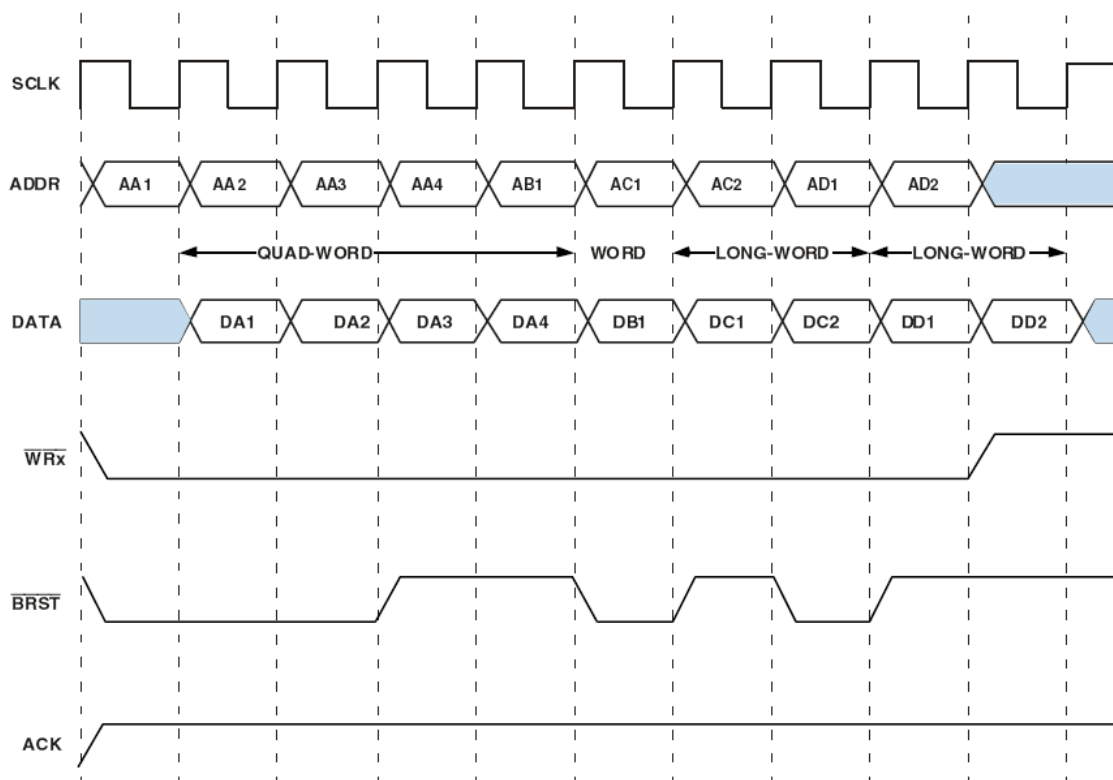 SCLK
ADDR AA1 AA2 AA3 AA4 AB1 AC1 AC2 AD1 AD2
QUAD-WORD WORD LONG-WORD LONG-WORD
DATA DA1 DA2 DA3 DA4 DB1 DC1 DC2 DD1 DD2
WRx
BRST
ACK